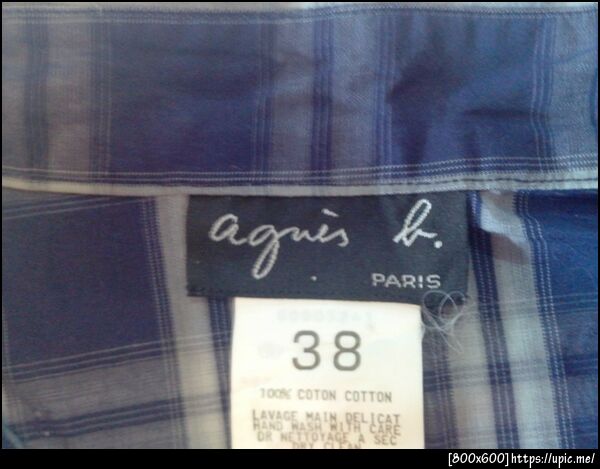 agnès b.
PARIS
38
100% COTON COTTON
LAVAGE MAIN DELICAT
HAND WASH WITH CARE
OR NETTOYAGE A SEC
DRY CLEAN
[800x600]https://upic.me/